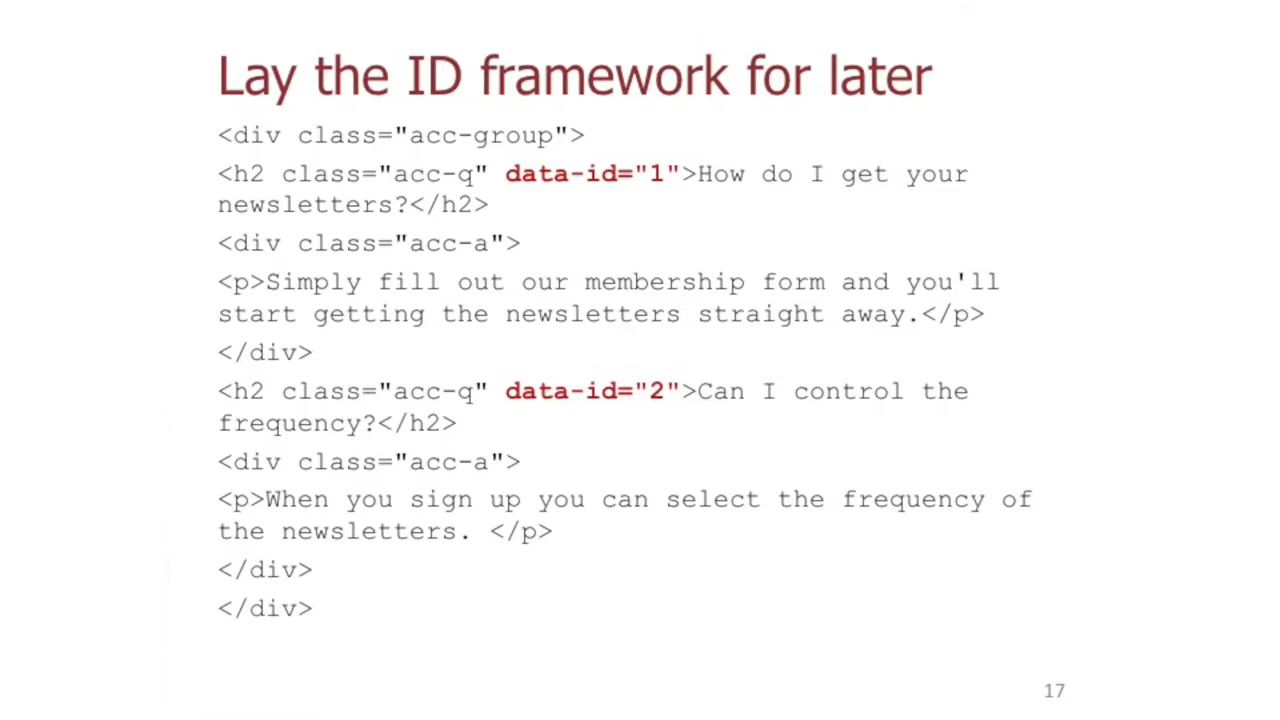 Lay the ID framework for later
<div class="acc-group">
<h2 class="acc-q" data-id="1">How do I get your
newsletters?</h2>
<div class="acc-a">
<p>Simply fill out our membership form and you'll
start getting the newsletters straight away.</p>
</div>
<h2 class="acc-q" data-id="2">Can I control the
frequency?</h2>
<div class="acc-a">
<p>When you sign up you can select the frequency of
the newsletters. </p>
</div>
</div>
17